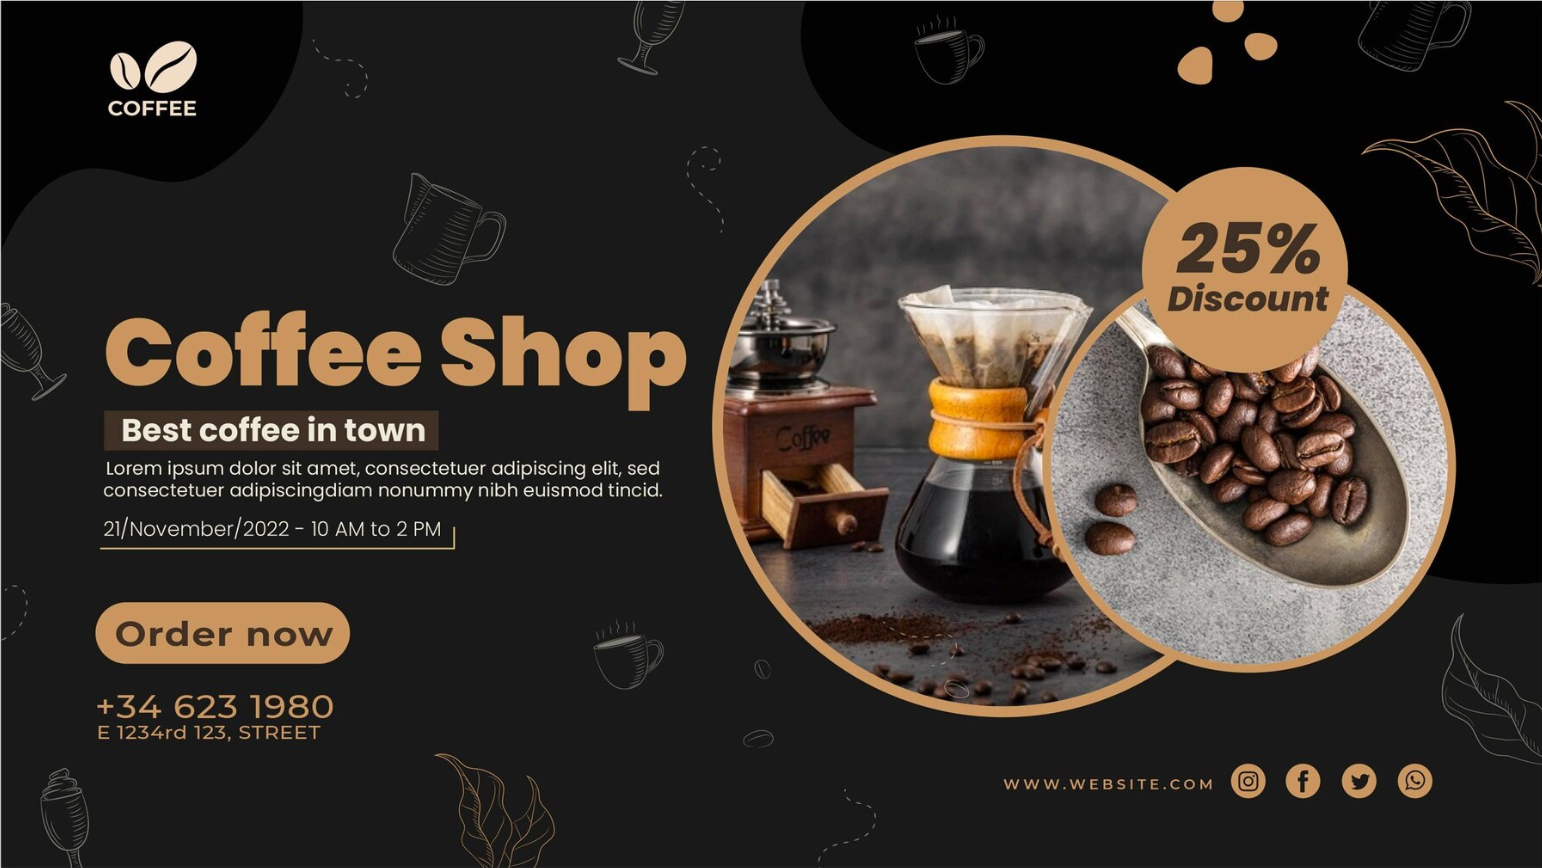 COFFEE
25%
Discount
Coffee Shop
Best coffee in town
Lorem ipsum dolor sit amet, consectetuer adipiscing elit, sed
consectetuer adipiscingdiam nonummy nibh euismod tincid.
21/November/2022 - 10 AM to 2 PM
Coffee
Order now
+34 623 1980
E 1234rd 123, STREET
WWW.WEBSITE.COM